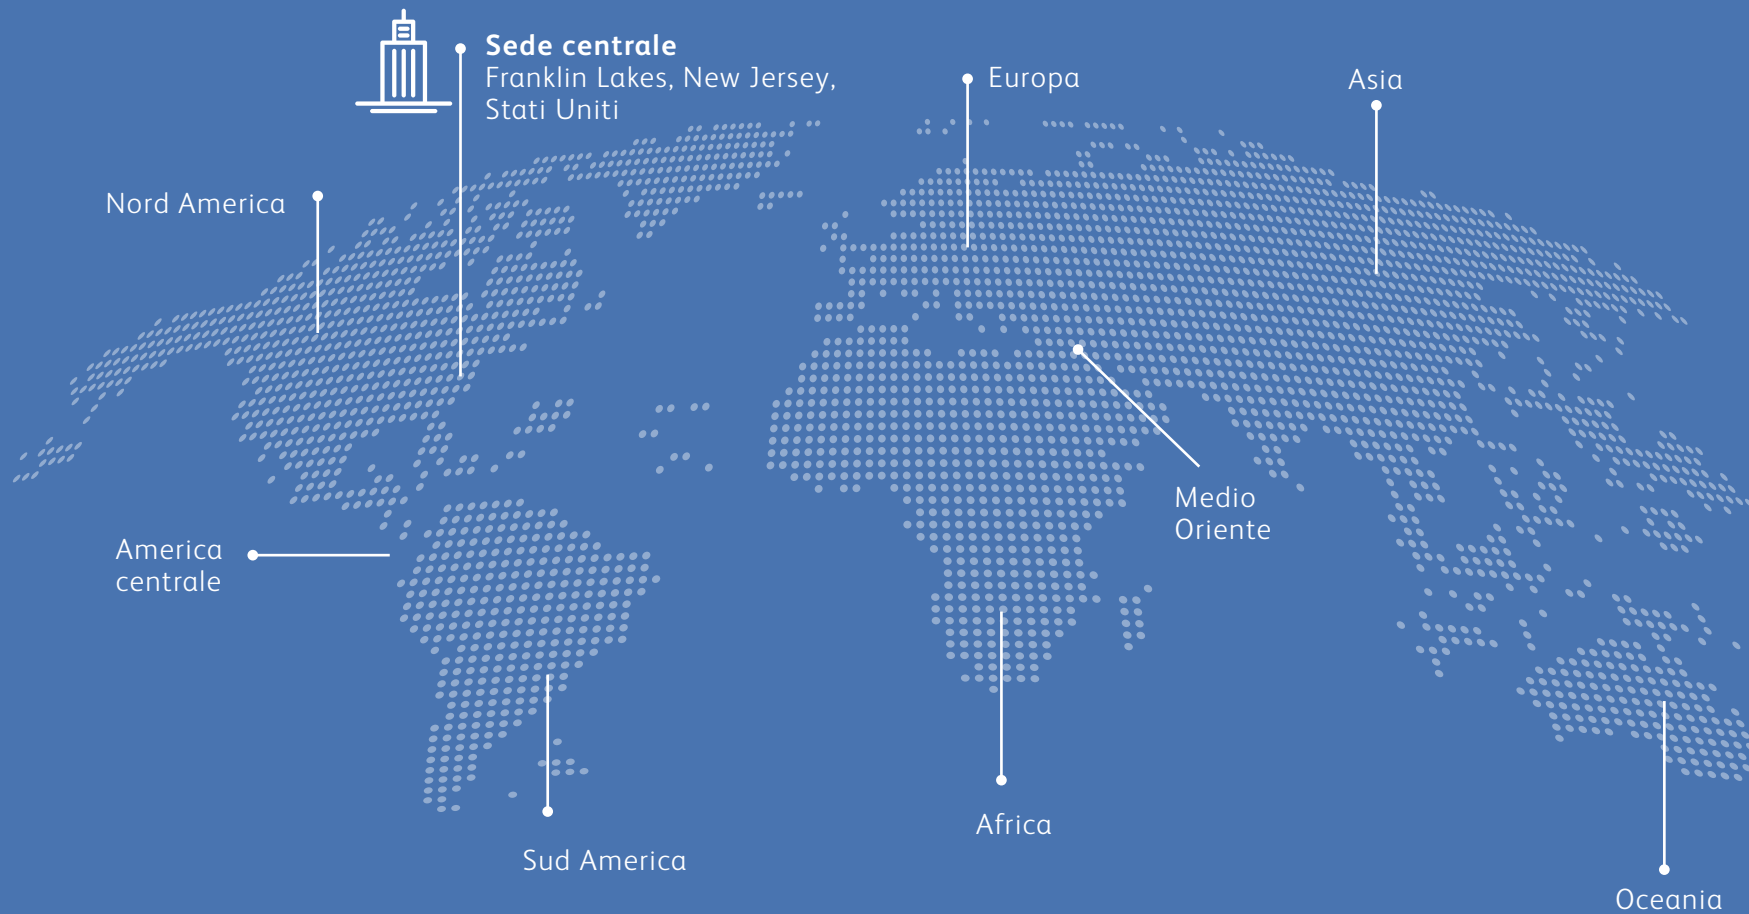 Sede centrale
Franklin Lakes, New Jersey,
Stati Uniti
Europa
Asia
Nord America
Medio
Oriente
America
centrale
Africa
Sud America
Oceania